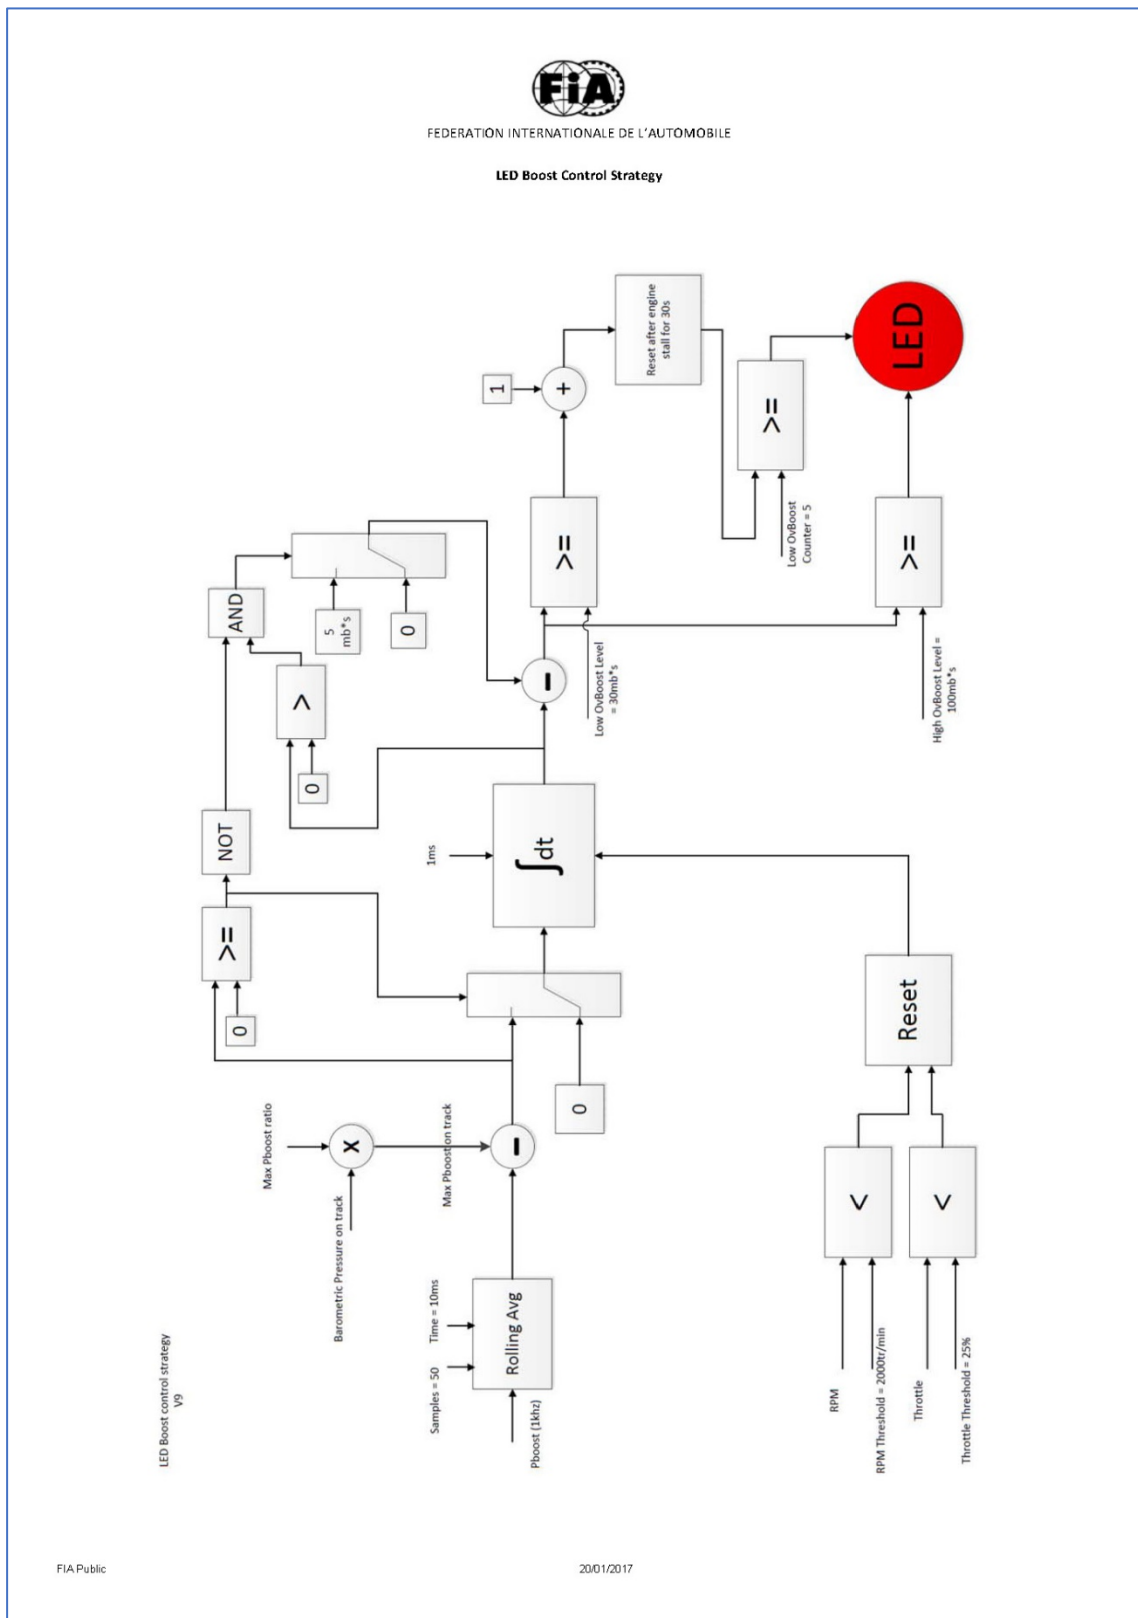 FiA
FEDERATION INTERNATIONALE DE L'AUTOMOBILE
LED Boost Control Strategy
LED Boost control strategy
V9
Pboost (1khz)
Samples = 50
Time = 10ms
Rolling Avg
Barometric Pressure on track
Max Pboost ratio
x
Max Pboost on track
-
0
>=
NOT
0
>
AND
5
mb*s
0
0
1ms
∫dt
-
Low OvBoost Level
= 30mb*s
>=
1
+
Reset after engine
stall for 30s
Low OvBoost
Counter = 5
>=
High OvBoost Level =
100mb*s
>=
LED
RPM
RPM Threshold = 2000tr/min
<
Throttle
Throttle Threshold = 25%
<
Reset
FIA Public
20/01/2017